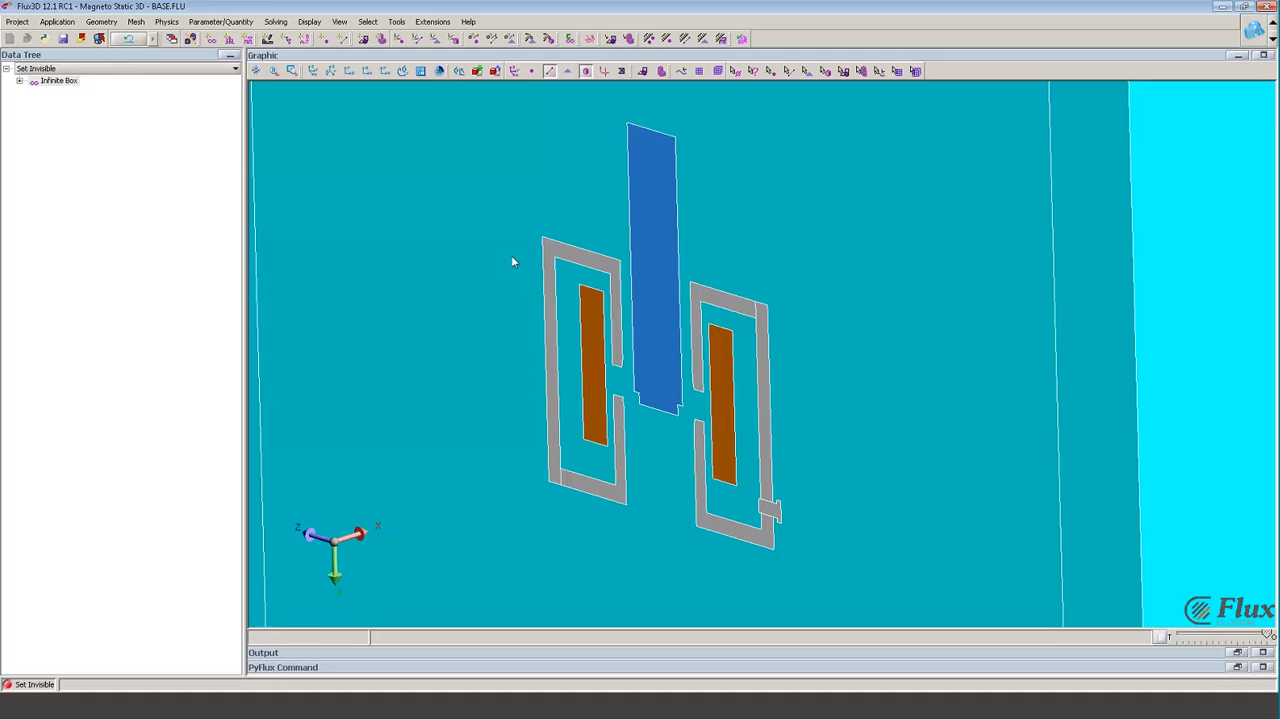 Flux3D 12.1 RC1 - Magneto Static 3D - BASE.FLU
Project Application Geometry Mesh Physics Parameter/Quantity Solving Display View Select Tools Extensions Help
Data Tree
Graphic
Set Invisible
Infinite Box
Z
X
Flux
T
Output
PyFlux Command
Set Invisible